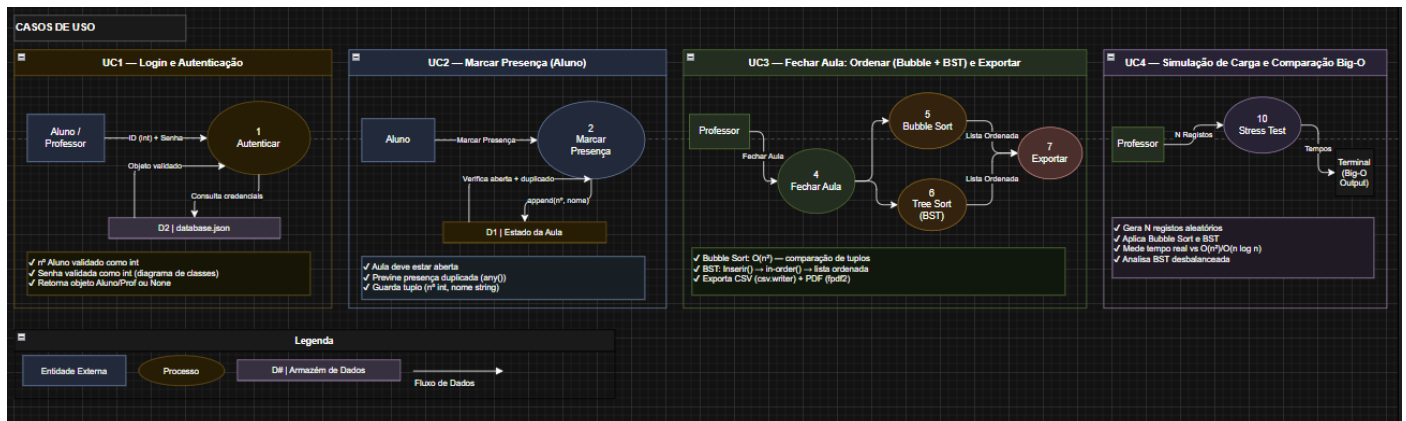 CASOS DE USO
UC1 — Login e Autenticação
Aluno /
Professor
ID (int) + Senha
1
Autenticar
Objeto validado
Consulta credenciais
D2 | database.json
✓ nº Aluno validado como int
✓ Senha validada como int (diagrama de classes)
✓ Retorna objeto Aluno/Prof ou None
UC2 — Marcar Presença (Aluno)
Aluno
Marcar Presença
2
Marcar
Presença
Verifica aberta + duplicado
append(nº, nome)
D1 | Estado da Aula
✓ Aula deve estar aberta
✓ Previne presença duplicada (any())
✓ Guarda tuplo (nº int, nome string)
UC3 — Fechar Aula: Ordenar (Bubble + BST) e Exportar
Professor
Fechar Aula
4
Fechar Aula
5
Bubble Sort
6
Tree Sort
(BST)
Lista Ordenada
Lista Ordenada
7
Exportar
✓ Bubble Sort: O(n²) — comparação de tuplos
✓ BST: Inserir() → in-order() → lista ordenada
✓ Exporta CSV (csv.writer) + PDF (fpdf2)
UC4 — Simulação de Carga e Comparação Big-O
Professor
N Registos
10
Stress Test
Tempos
Terminal
(Big-O
Output)
✓ Gera N registos aleatórios
✓ Aplica Bubble Sort e BST
✓ Mede tempo real vs O(n²)/O(n log n)
✓ Analisa BST desbalanceada
Legenda
Entidade Externa
Processo
D# | Armazém de Dados
Fluxo de Dados